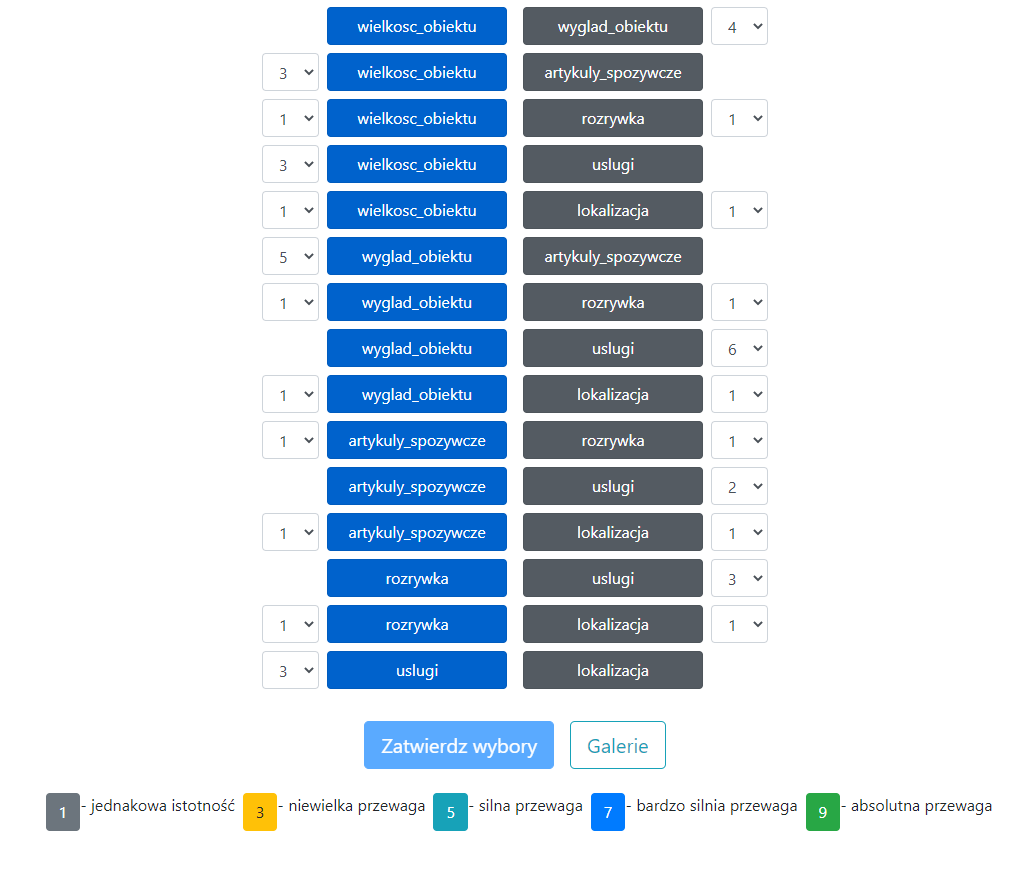 wielkosc_obiektu wyglad_obiektu 4
3 wielkosc_obiektu artykuly_spozywcze
1 wielkosc_obiektu rozrywka 1
3 wielkosc_obiektu uslugi
1 wielkosc_obiektu lokalizacja 1
5 wyglad_obiektu artykuly_spozywcze
1 wyglad_obiektu rozrywka 1
wyglad_obiektu uslugi 6
1 wyglad_obiektu lokalizacja 1
1 artykuly_spozywcze rozrywka 1
artykuly_spozywcze uslugi 2
1 artykuly_spozywcze lokalizacja 1
rozrywka uslugi 3
1 rozrywka lokalizacja 1
3 uslugi lokalizacja
Zatwierdz wybory Galerie
1 - jednakowa istotność 3 - niewielka przewaga 5 - silna przewaga 7 - bardzo silnia przewaga 9 - absolutna przewaga